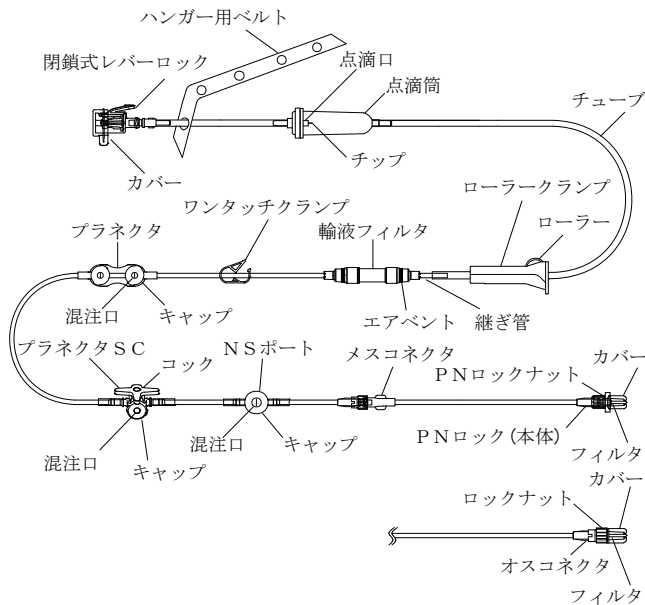 ハンガー用ベルト
閉鎖式レバーロック
点滴口
点滴筒
チューブ
チップ
カバー
ローラークランプ
ワンタッチクランプ
プラネクタ
輸液フィルタ
ローラー
混注口
キャップ
エアベント
継ぎ管
プラネクタSC
コック
NSポート
メスコネクタ
カバー
PNロックナット
混注口
キャップ
混注口
キャップ
PNロック(本体)
フィルタ
カバー
ロックナット
オスコネクタ
フィルタ